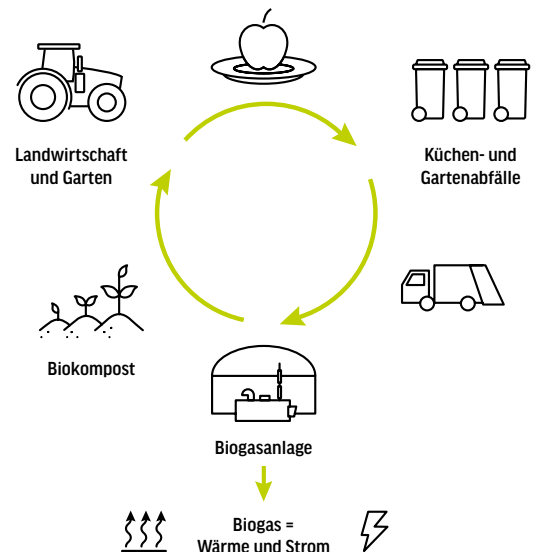 Landwirtschaft
und Garten
Küchen- und
Gartenabfälle
Biokompost
Biogasanlage
Biogas =
Wärme und Strom